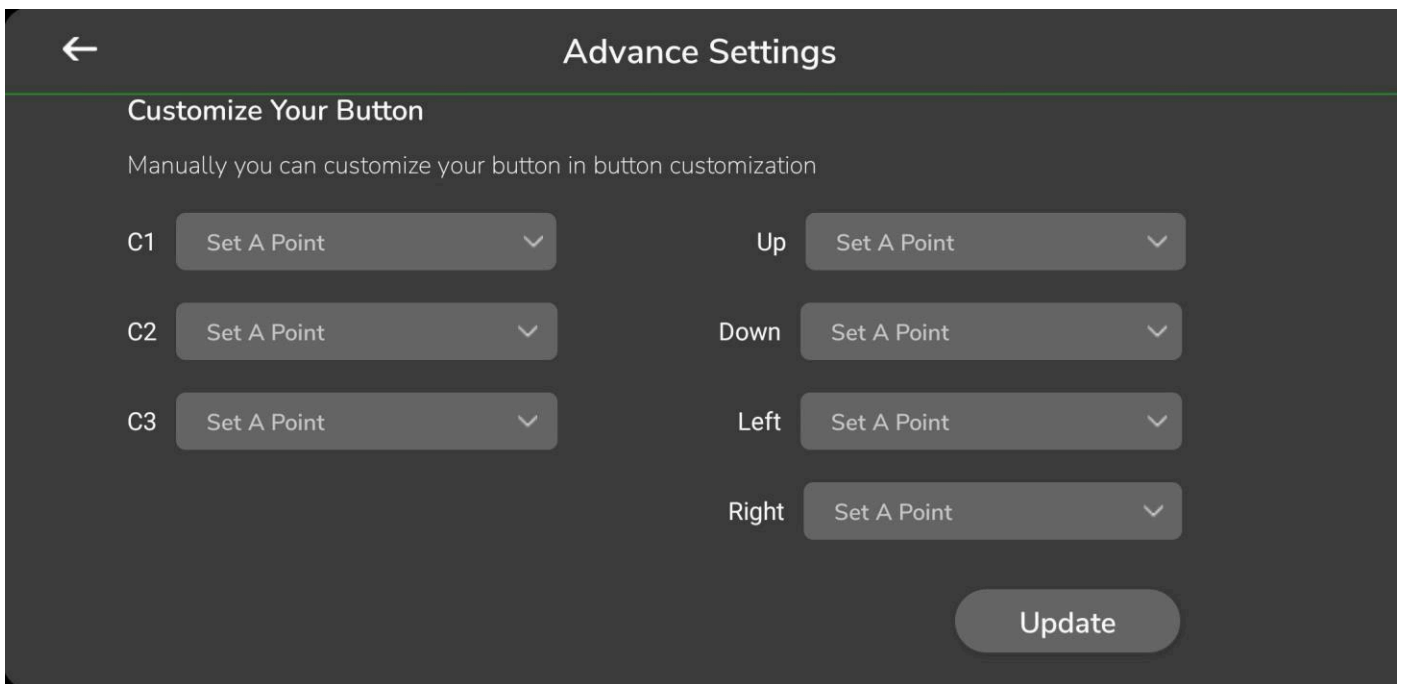 Advance Settings
Customize Your Button
Manually you can customize your button in button customization
C1 Set A Point
Up Set A Point
C2 Set A Point
Down Set A Point
C3 Set A Point
Left Set A Point
Right Set A Point
Update